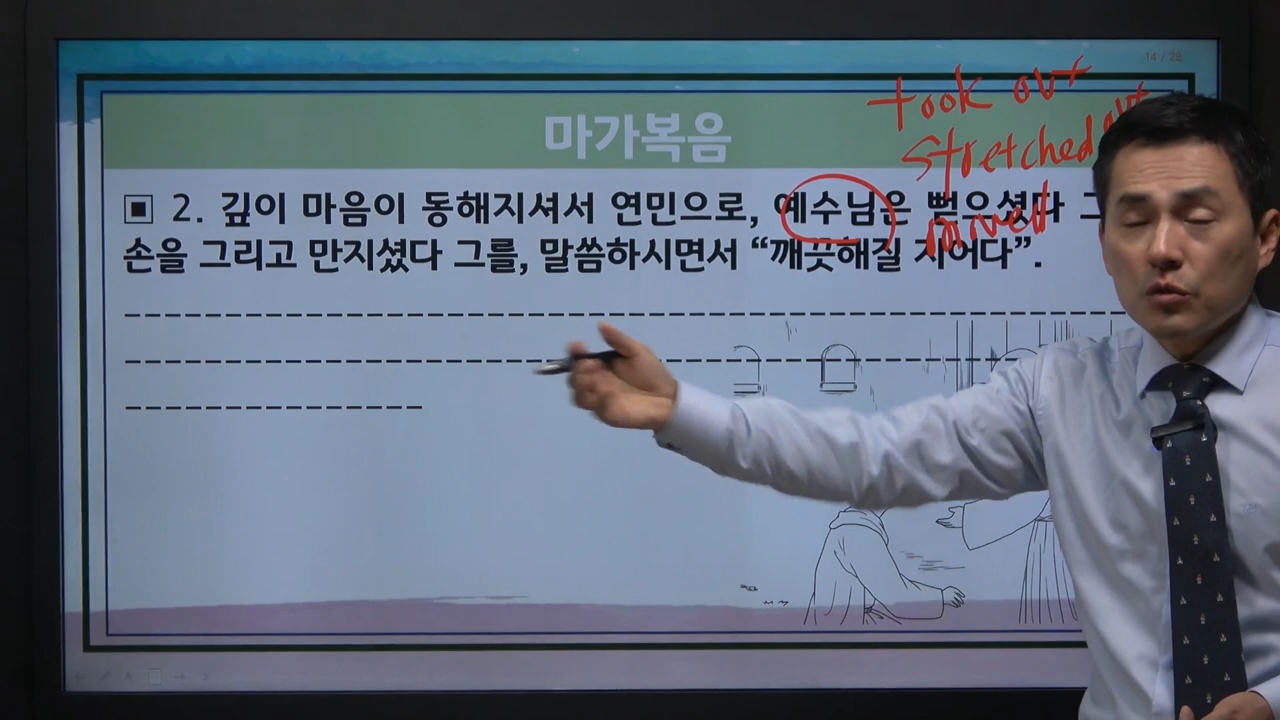 14 / 28
took out
stretched out
moved
마가복음
▣ 2. 깊이 마음이 동해지셔서 연민으로, 예수님은 뻗으셨다 그
손을 그리고 만지셨다 그를, 말씀하시면서 “깨끗해질 지어다”.